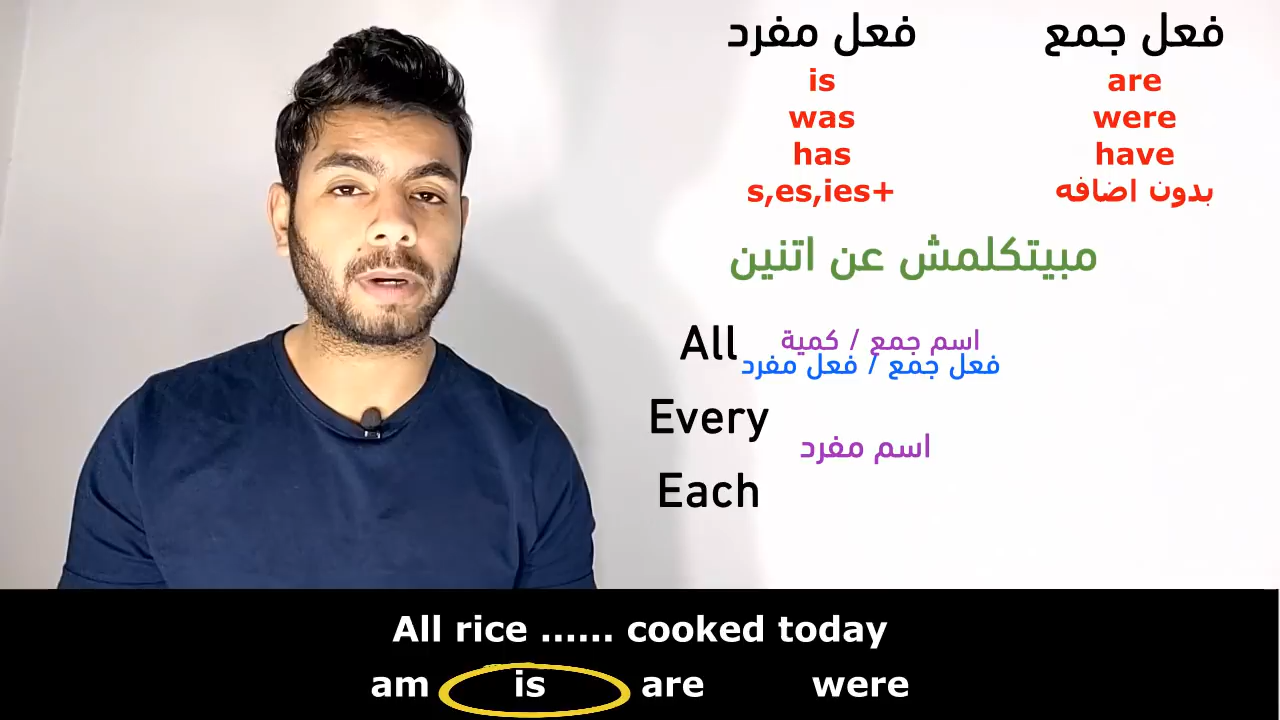 فعل جمع فعل مفرد
are is
were was
have has
بدون اضافه s,es,ies+
مبيتكلمش عن اتنين
All اسم جمع / كمية
فعل جمع / فعل مفرد
Every
اسم مفرد
Each
All rice ...... cooked today
am is are were